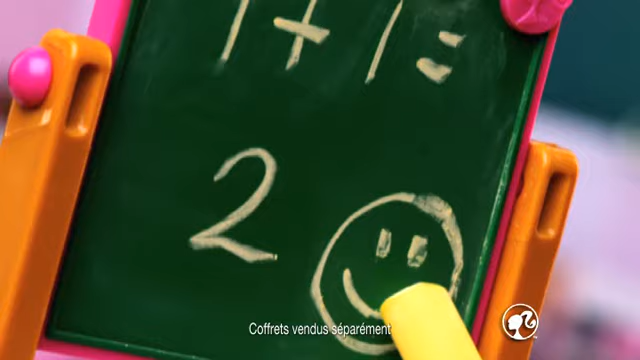 1 + 1 =
2
Coffrets vendus séparément